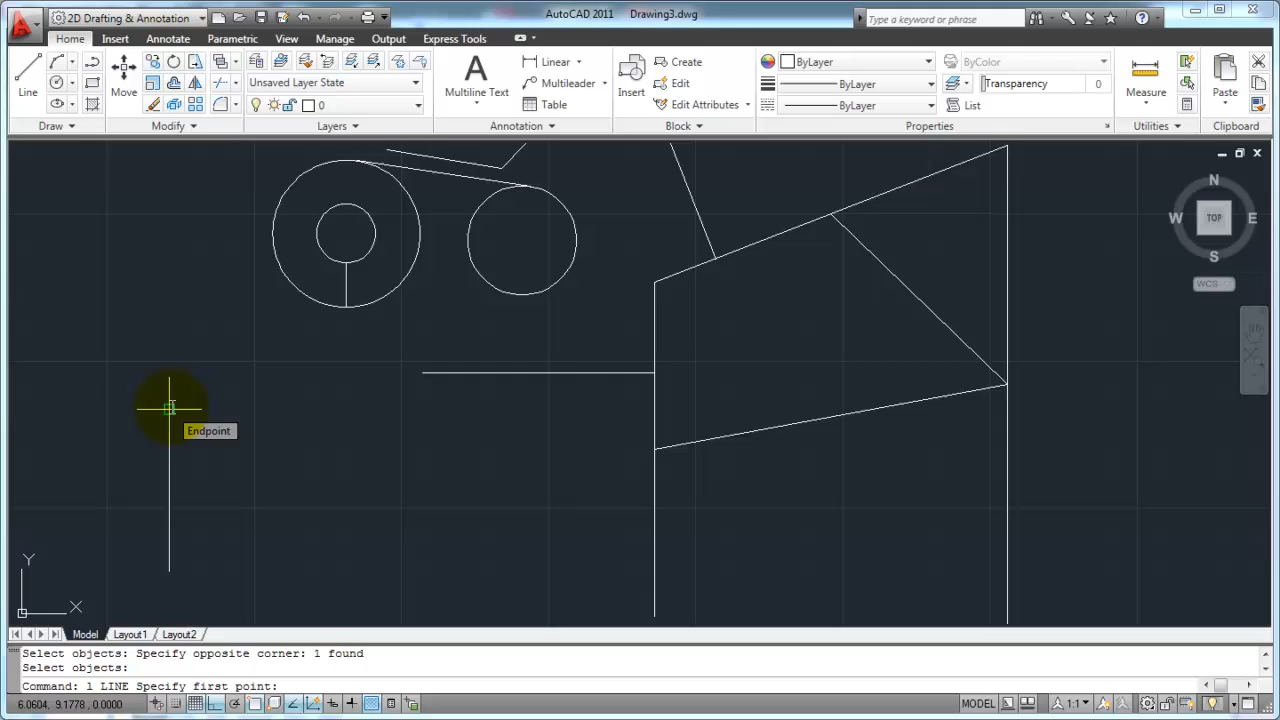 2D Drafting & Annotation
AutoCAD 2011 Drawing3.dwg
Type a keyword or phrase
Home Insert Annotate Parametric View Manage Output Express Tools
Line
Move
Unsaved Layer State
0
Multiline Text
Linear
Multileader
Table
Insert
Create
Edit
Edit Attributes
ByLayer
ByLayer
ByLayer
ByColor
Transparency 0
List
Measure
Paste
Draw Modify Layers Annotation Block Properties Utilities Clipboard
N
W TOP E
S
WCS
Endpoint
Y
X
Model Layout1 Layout2
Select objects: Specify opposite corner: 1 found
Select objects:
Command: l LINE Specify first point:
6.0604, 9.1778, 0.0000
MODEL 1:1